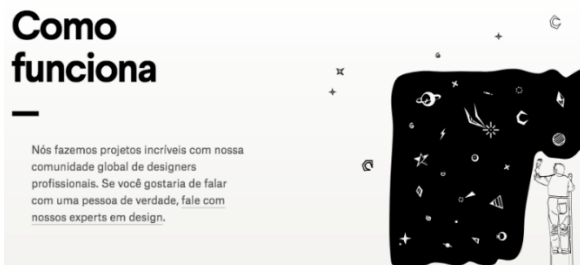 Como
funciona
Nós fazemos projetos incríveis com nossa
comunidade global de designers
profissionais. Se você gostaria de falar
com uma pessoa de verdade, fale com
nossos experts em design.